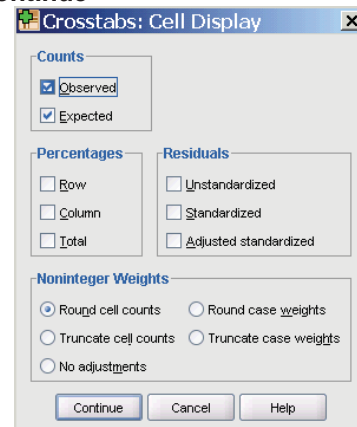 Crosstabs: Cell Display
Counts
Observed
Expected
Percentages
Row
Column
Total
Residuals
Unstandardized
Standardized
Adjusted standardized
Noninteger Weights
Round cell counts Round case weights
Truncate cell counts Truncate case weights
No adjustments
Continue Cancel Help